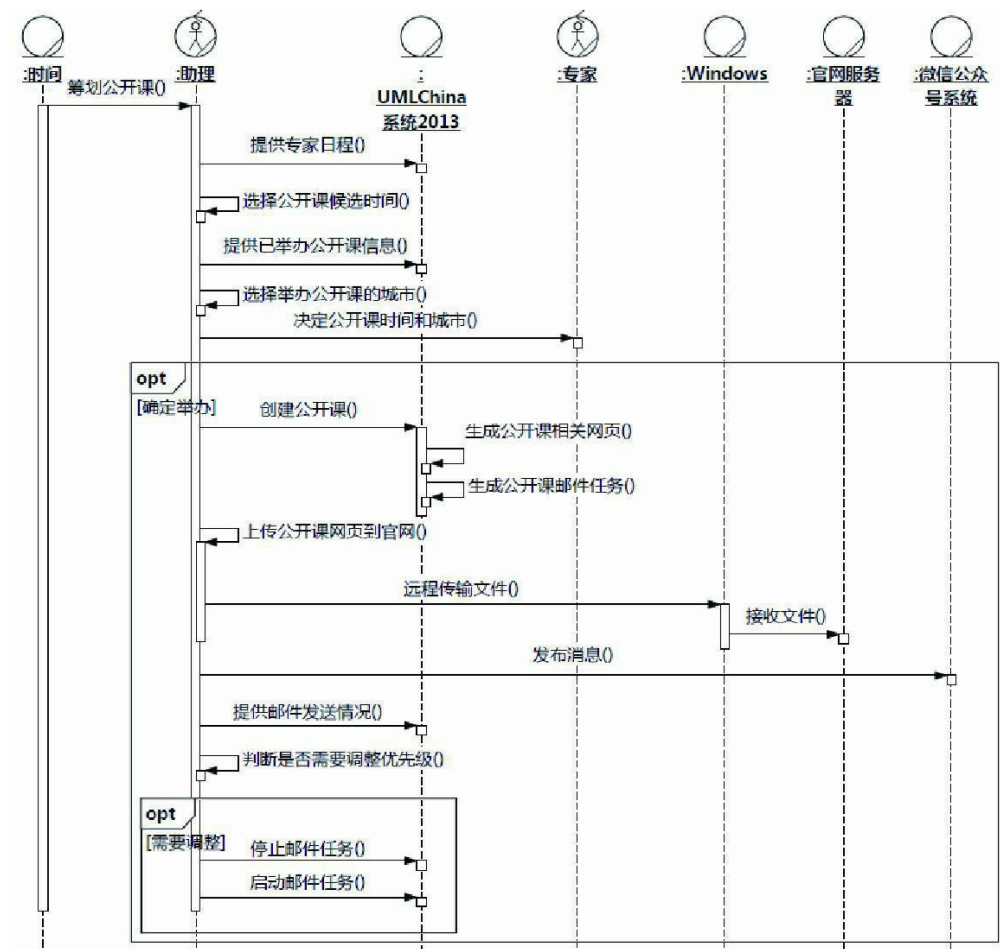 :时间
:助理
:
UMLChina
系统2013
:专家
:Windows
:官网服务
器
:微信公众
号系统
筹划公开课()
提供专家日程()
选择公开课候选时间()
提供已举办公开课信息()
选择举办公开课的城市()
决定公开课时间和城市()
opt
[确定举办]
创建公开课()
生成公开课相关网页()
生成公开课邮件任务()
上传公开课网页到官网()
远程传输文件()
接收文件()
发布消息()
提供邮件发送情况()
判断是否需要调整优先级()
opt
[需要调整]
停止邮件任务()
启动邮件任务()